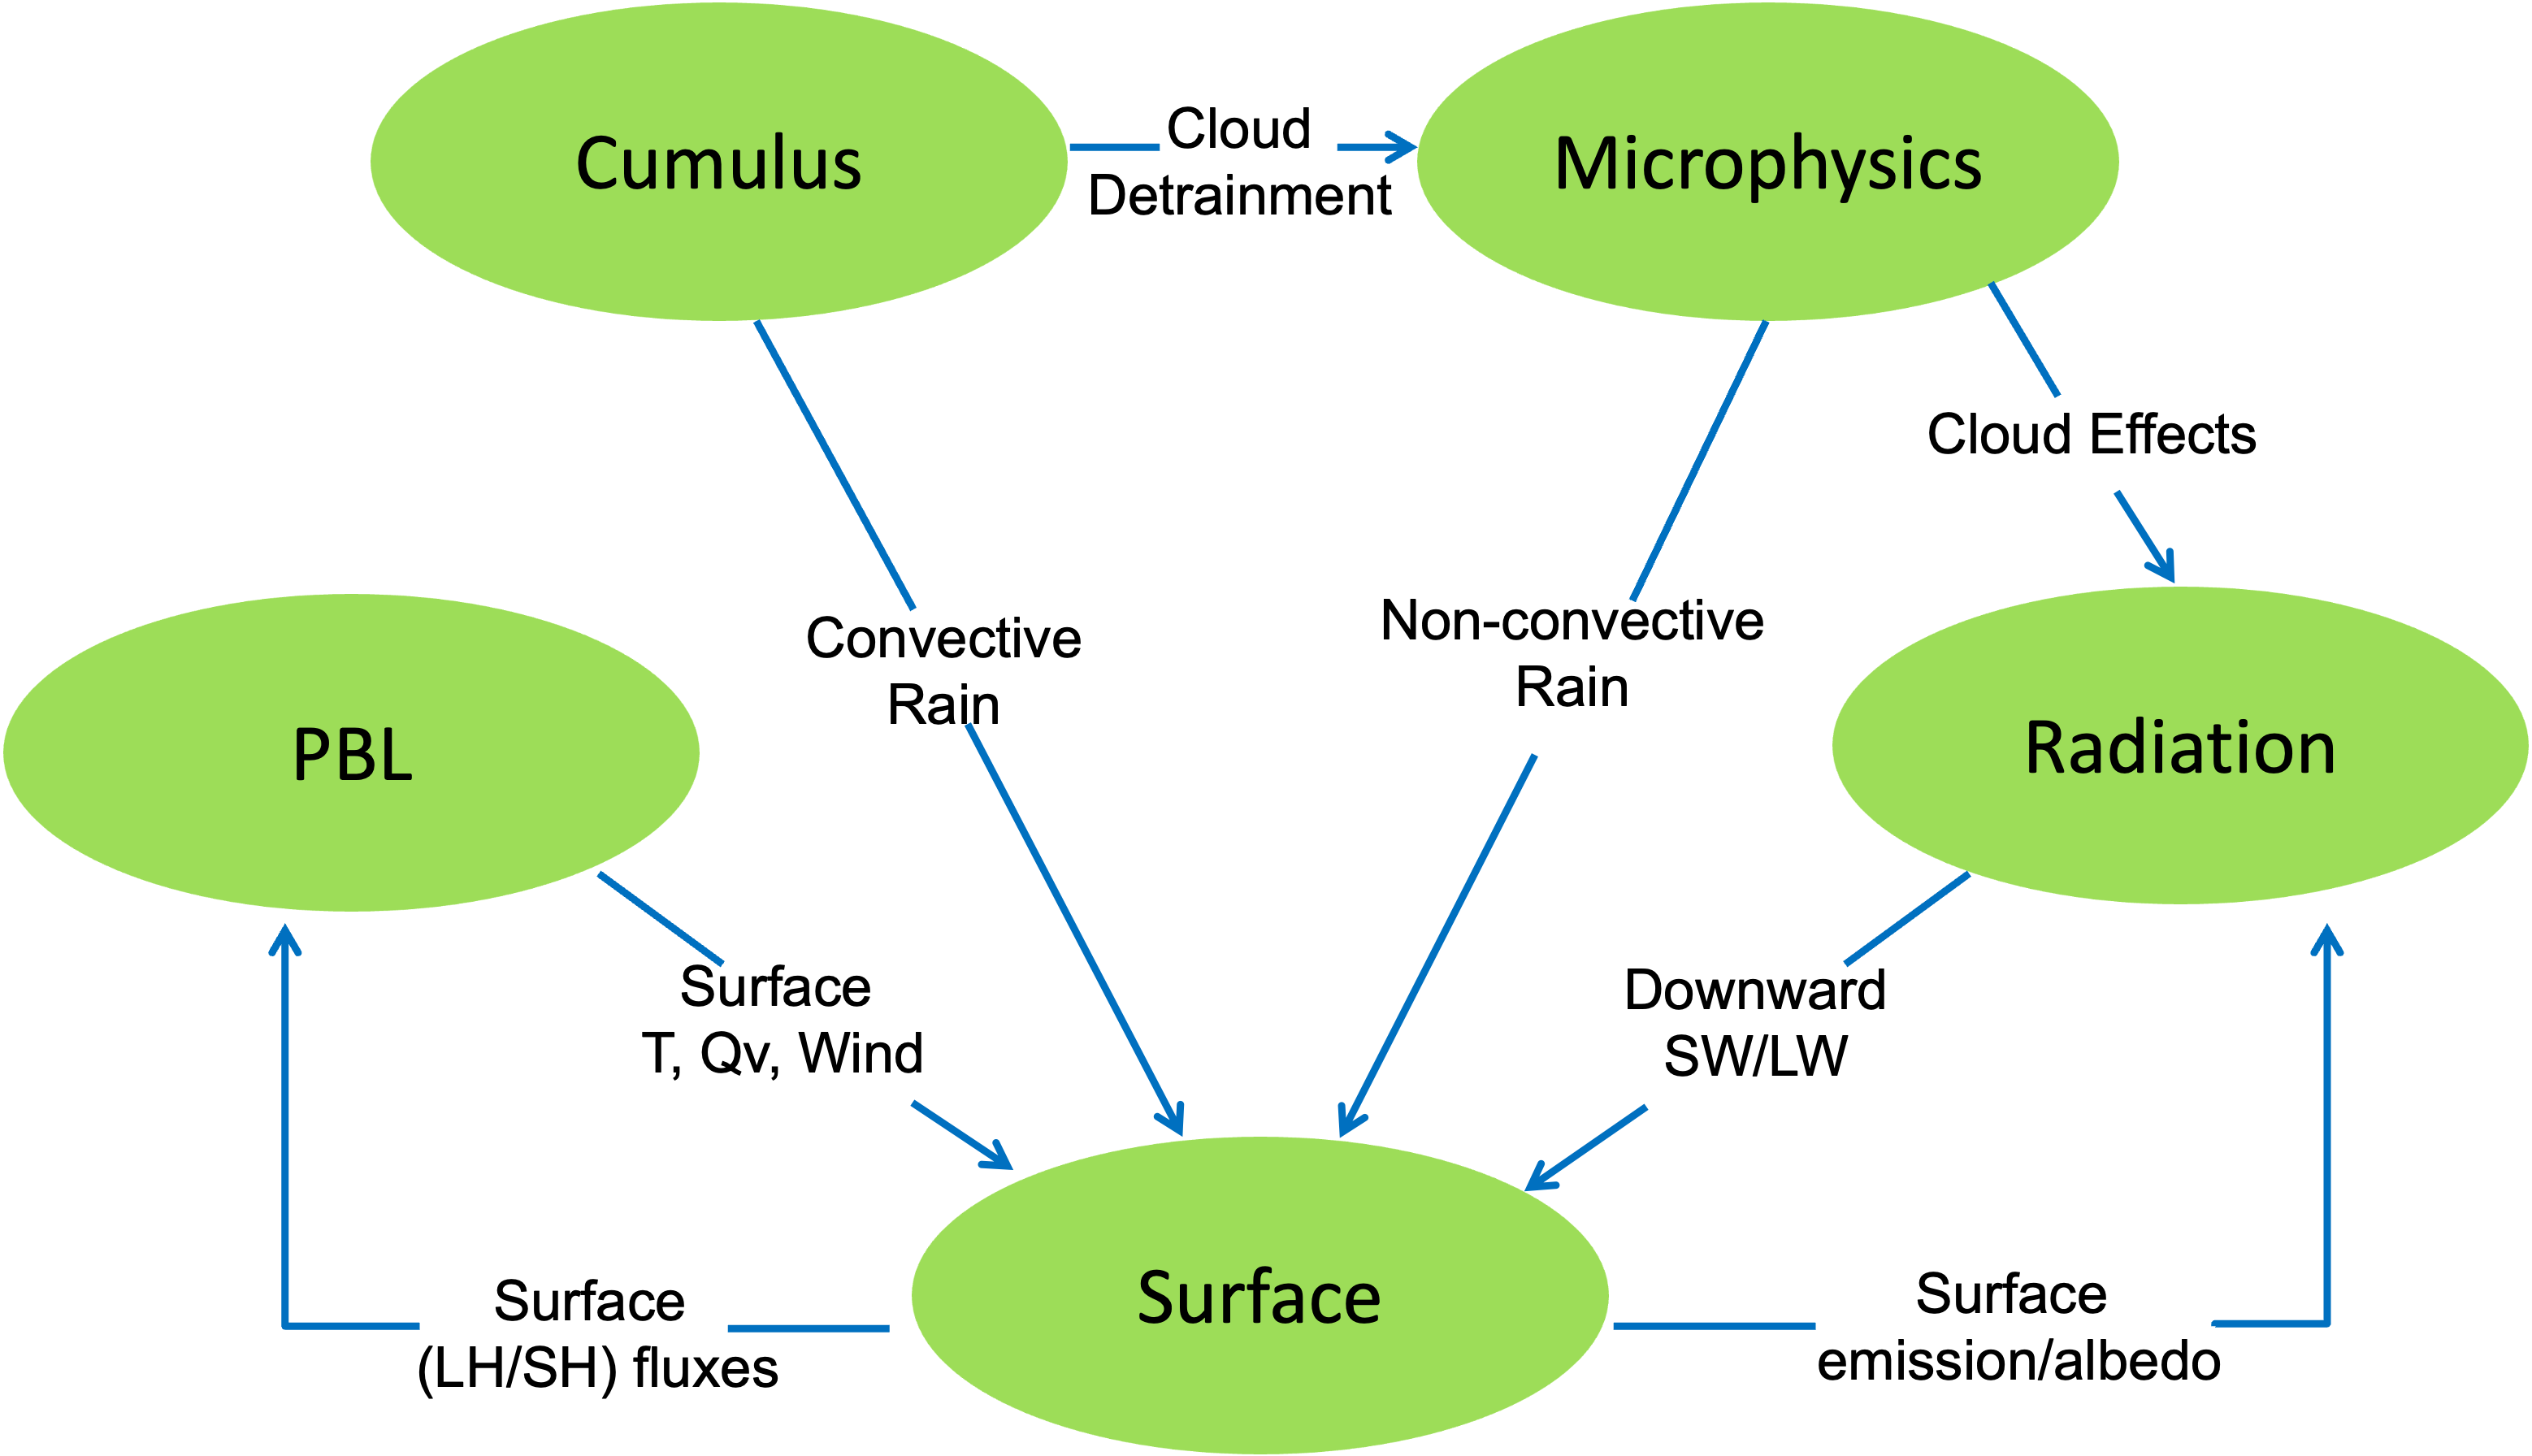 Cumulus
Cloud
Detrainment
Microphysics
Cloud Effects
Convective
Rain
Non-convective
Rain
PBL
Radiation
Surface
T, Qv, Wind
Downward
SW/LW
Surface
(LH/SH) fluxes
Surface
Surface
emission/albedo